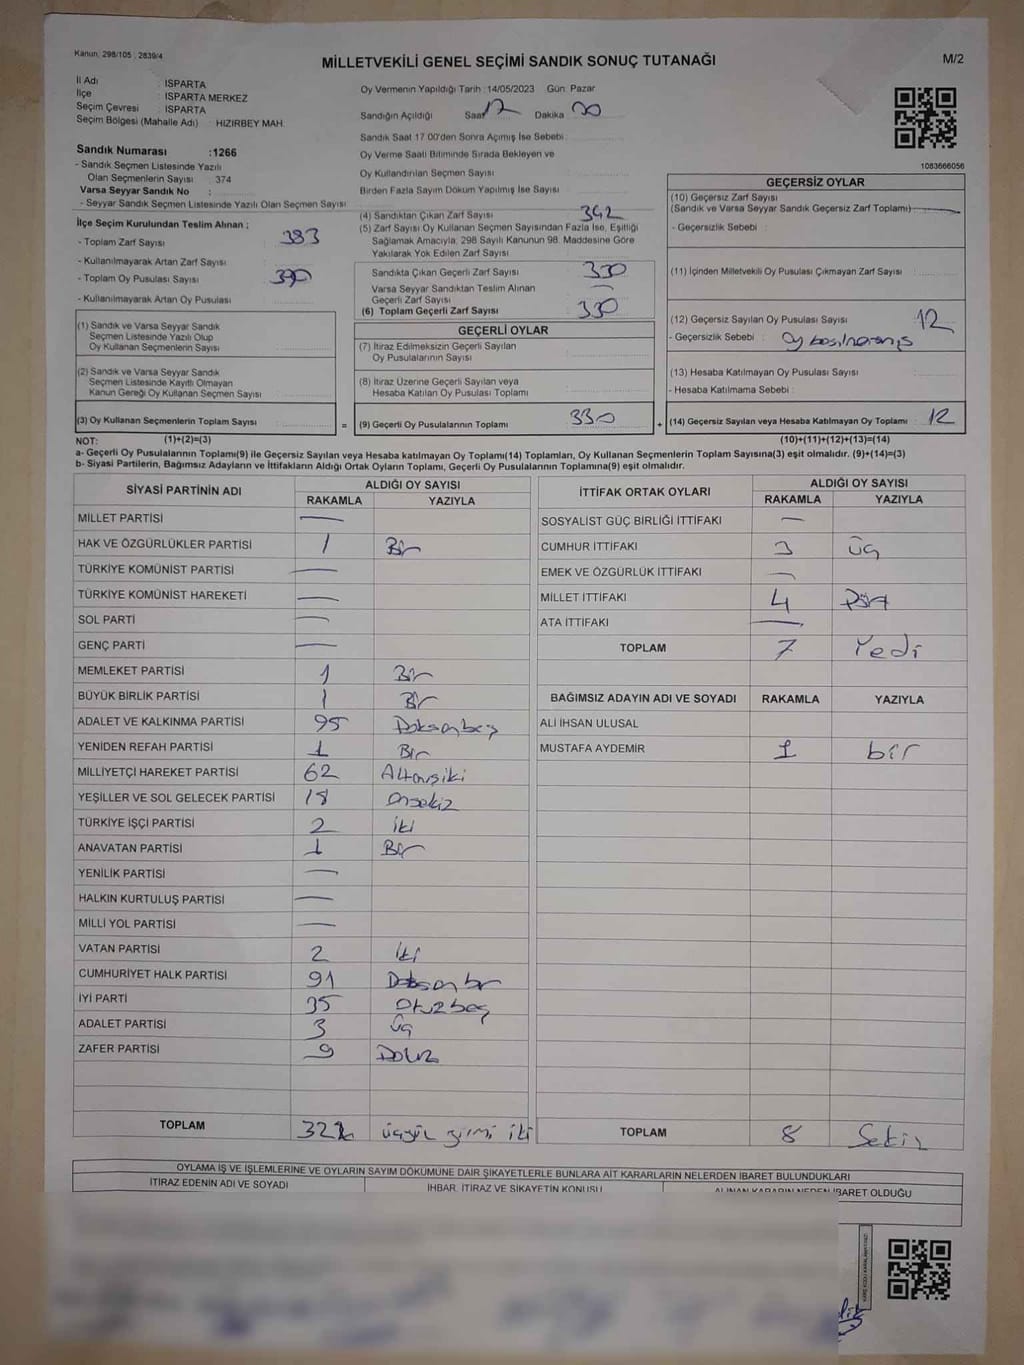 Kanun, 298/105 , 2839/4
MİLLETVEKİLİ GENEL SEÇİMİ SANDIK SONUÇ TUTANAĞI
M/2
İl Adı : ISPARTA
İlçe : ISPARTA MERKEZ
Seçim Çevresi : ISPARTA
Seçim Bölgesi (Mahalle Adı) : HIZIRBEY MAH.
Oy Vermenin Yapıldığı Tarih : 14/05/2023 Gün: Pazar
Sandığın Açıldığı Saat 17 Dakika
Sandık Saat 17.00'den Sonra Açımış İse Sebebi
Oy Verme Saati Bitiminde Sırada Bekleyen ve
Oy Kullandırılan Seçmen Sayısı
Birden Fazla Sayım Döküm Yapılmış İse Sayısı
1083666056
Sandık Numarası :1266
- Sandık Seçmen Listesinde Yazılı
Olan Seçmenlerin Sayısı : 374
Varsa Seyyar Sandık No :
- Seyyar Sandık Seçmen Listesinde Yazılı Olan Seçmen Sayısı
İlçe Seçim Kurulundan Teslim Alınan ;
- Toplam Zarf Sayısı 383
- Kullanılmayarak Artan Zarf Sayısı
- Toplam Oy Pusulası Sayısı 390
- Kullanılmayarak Artan Oy Pusulası
(1) Sandık ve Varsa Seyyar Sandık
Seçmen Listesinde Yazılı Olup
Oy Kullanan Seçmenlerin Sayısı
(2) Sandık ve Varsa Seyyar Sandık
Seçmen Listesinde Kayıtlı Olmayan
Kanun Gereği Oy Kullanan Seçmen Sayısı
(3) Oy Kullanan Seçmenlerin Toplam Sayısı
(4) Sandıktan Çıkan Zarf Sayısı 342
(5) Zarf Sayısı Oy Kullanan Seçmen Sayısından Fazla İse, Eşitliği
Sağlamak Amacıyla, 298 Sayılı Kanunun 98. Maddesine Göre
Yakılarak Yok Edilen Zarf Sayısı
Sandıkta Çıkan Geçerli Zarf Sayısı 330
Varsa Seyyar Sandıktan Teslim Alınan
Geçerli Zarf Sayısı —
(6) Toplam Geçerli Zarf Sayısı 330
GEÇERLİ OYLAR
(7) İtiraz Edilmeksizin Geçerli Sayılan
Oy Pusulalarının Sayısı
(8) İtiraz Üzerine Geçerli Sayılan veya
Hesaba Katılan Oy Pusulası Toplamı
= (9) Geçerli Oy Pusulalarının Toplamı 330
GEÇERSİZ OYLAR
(10) Geçersiz Zarf Sayısı
(Sandık ve Varsa Seyyar Sandık Geçersiz Zarf Toplamı) —
- Geçersizlik Sebebi :
(11) İçinden Milletvekili Oy Pusulası Çıkmayan Zarf Sayısı
(12) Geçersiz Sayılan Oy Pusulası Sayısı 12
- Geçersizlik Sebebi : Oy basılmamış
(13) Hesaba Katılmayan Oy Pusulası Sayısı
- Hesaba Katılmama Sebebi :
+ (14) Geçersiz Sayılan veya Hesaba Katılmayan Oy Toplamı 12
NOT: (1)+(2)=(3) (10)+(11)+(12)+(13)=(14)
a- Geçerli Oy Pusulalarının Toplamı(9) ile Geçersiz Sayılan veya Hesaba katılmayan Oy Toplamı(14) Toplamları, Oy Kullanan Seçmenlerin Toplam Sayısına(3) eşit olmalıdır. (9)+(14)=(3)
b- Siyasi Partilerin, Bağımsız Adayların ve İttifakların Aldığı Ortak Oyların Toplamı, Geçerli Oy Pusulalarının Toplamına(9) eşit olmalıdır.
SİYASİ PARTİNİN ADI ALDIĞI OY SAYISI
RAKAMLA YAZIYLA
MİLLET PARTİSİ —
HAK VE ÖZGÜRLÜKLER PARTİSİ 1 Bir
TÜRKİYE KOMÜNİST PARTİSİ —
TÜRKİYE KOMÜNİST HAREKETİ —
SOL PARTİ —
GENÇ PARTİ —
MEMLEKET PARTİSİ 1 Bir
BÜYÜK BİRLİK PARTİSİ 1 Bir
ADALET VE KALKINMA PARTİSİ 95 Doksanbeş
YENİDEN REFAH PARTİSİ 1 Bir
MİLLİYETÇİ HAREKET PARTİSİ 62 Altmışiki
YEŞİLLER VE SOL GELECEK PARTİSİ 18 Onsekiz
TÜRKİYE İŞÇİ PARTİSİ 2 iki
ANAVATAN PARTİSİ 1 Bir
YENİLİK PARTİSİ —
HALKIN KURTULUŞ PARTİSİ —
MİLLİ YOL PARTİSİ —
VATAN PARTİSİ 2 iki
CUMHURİYET HALK PARTİSİ 91 Doksan bir
İYİ PARTİ 35 Otuzbeş
ADALET PARTİSİ 3 üç
ZAFER PARTİSİ 9 Dokuz
TOPLAM 322 üçyüz yirmi iki
İTTİFAK ORTAK OYLARI ALDIĞI OY SAYISI
RAKAMLA YAZIYLA
SOSYALİST GÜÇ BİRLİĞİ İTTİFAKI —
CUMHUR İTTİFAKI 3 üç
EMEK VE ÖZGÜRLÜK İTTİFAKI —
MİLLET İTTİFAKI 4 Dört
ATA İTTİFAKI —
TOPLAM 7 Yedi
BAĞIMSIZ ADAYIN ADI VE SOYADI RAKAMLA YAZIYLA
ALİ İHSAN ULUSAL
MUSTAFA AYDEMİR 1 bir
TOPLAM 8 Sekiz
OYLAMA İŞ VE İŞLEMLERİNE VE OYLARIN SAYIM DÖKÜMÜNE DAİR ŞİKAYETLERLE BUNLARA AİT KARARLARIN NELERDEN İBARET BULUNDUKLARI
İTİRAZ EDENİN ADI VE SOYADI İHBAR, İTİRAZ VE ŞİKAYETİN KONUSU ALINAN KARARIN NEDEN İBARET OLDUĞU